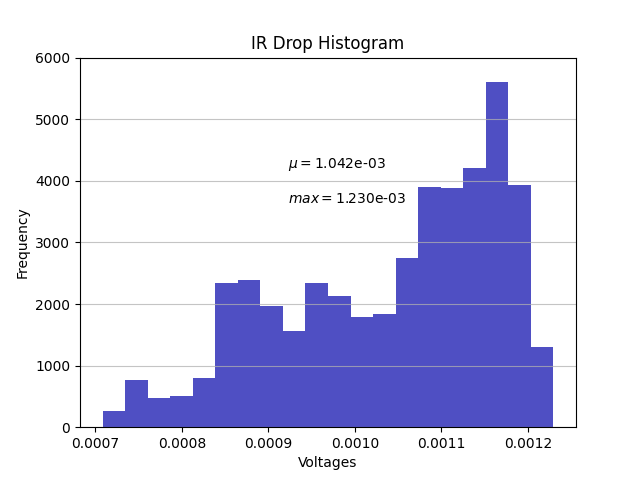 IR Drop Histogram
6000
5000
4000
3000
2000
1000
0
Frequency
μ = 1.042e-03
max = 1.230e-03
0.0007 0.0008 0.0009 0.0010 0.0011 0.0012
Voltages